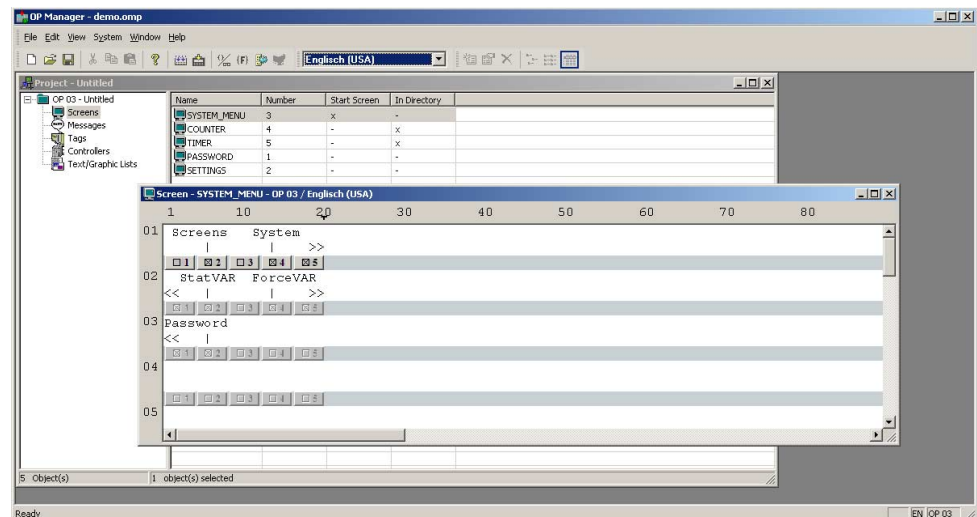 OP Manager - demo.omp
File Edit View System Window Help
(F) Englisch (USA)
Project - Untitled
OP 03 - Untitled
Screens
Messages
Tags
Controllers
Text/Graphic Lists
Name Number Start Screen In Directory
SYSTEM_MENU 3 x -
COUNTER 4 - x
TIMER 5 - x
PASSWORD 1 - -
SETTINGS 2 - -
Screen - SYSTEM_MENU - OP 03 / Englisch (USA)
1 10 20 30 40 50 60 70 80
01 Screens System
| | >>
1 2 3 4 5
02 StatVAR ForceVAR
<< | | >>
1 2 3 4 5
03 Password
<< |
1 2 3 4 5
04
1 2 3 4 5
05
5 Object(s) 1 object(s) selected
Ready EN OP 03